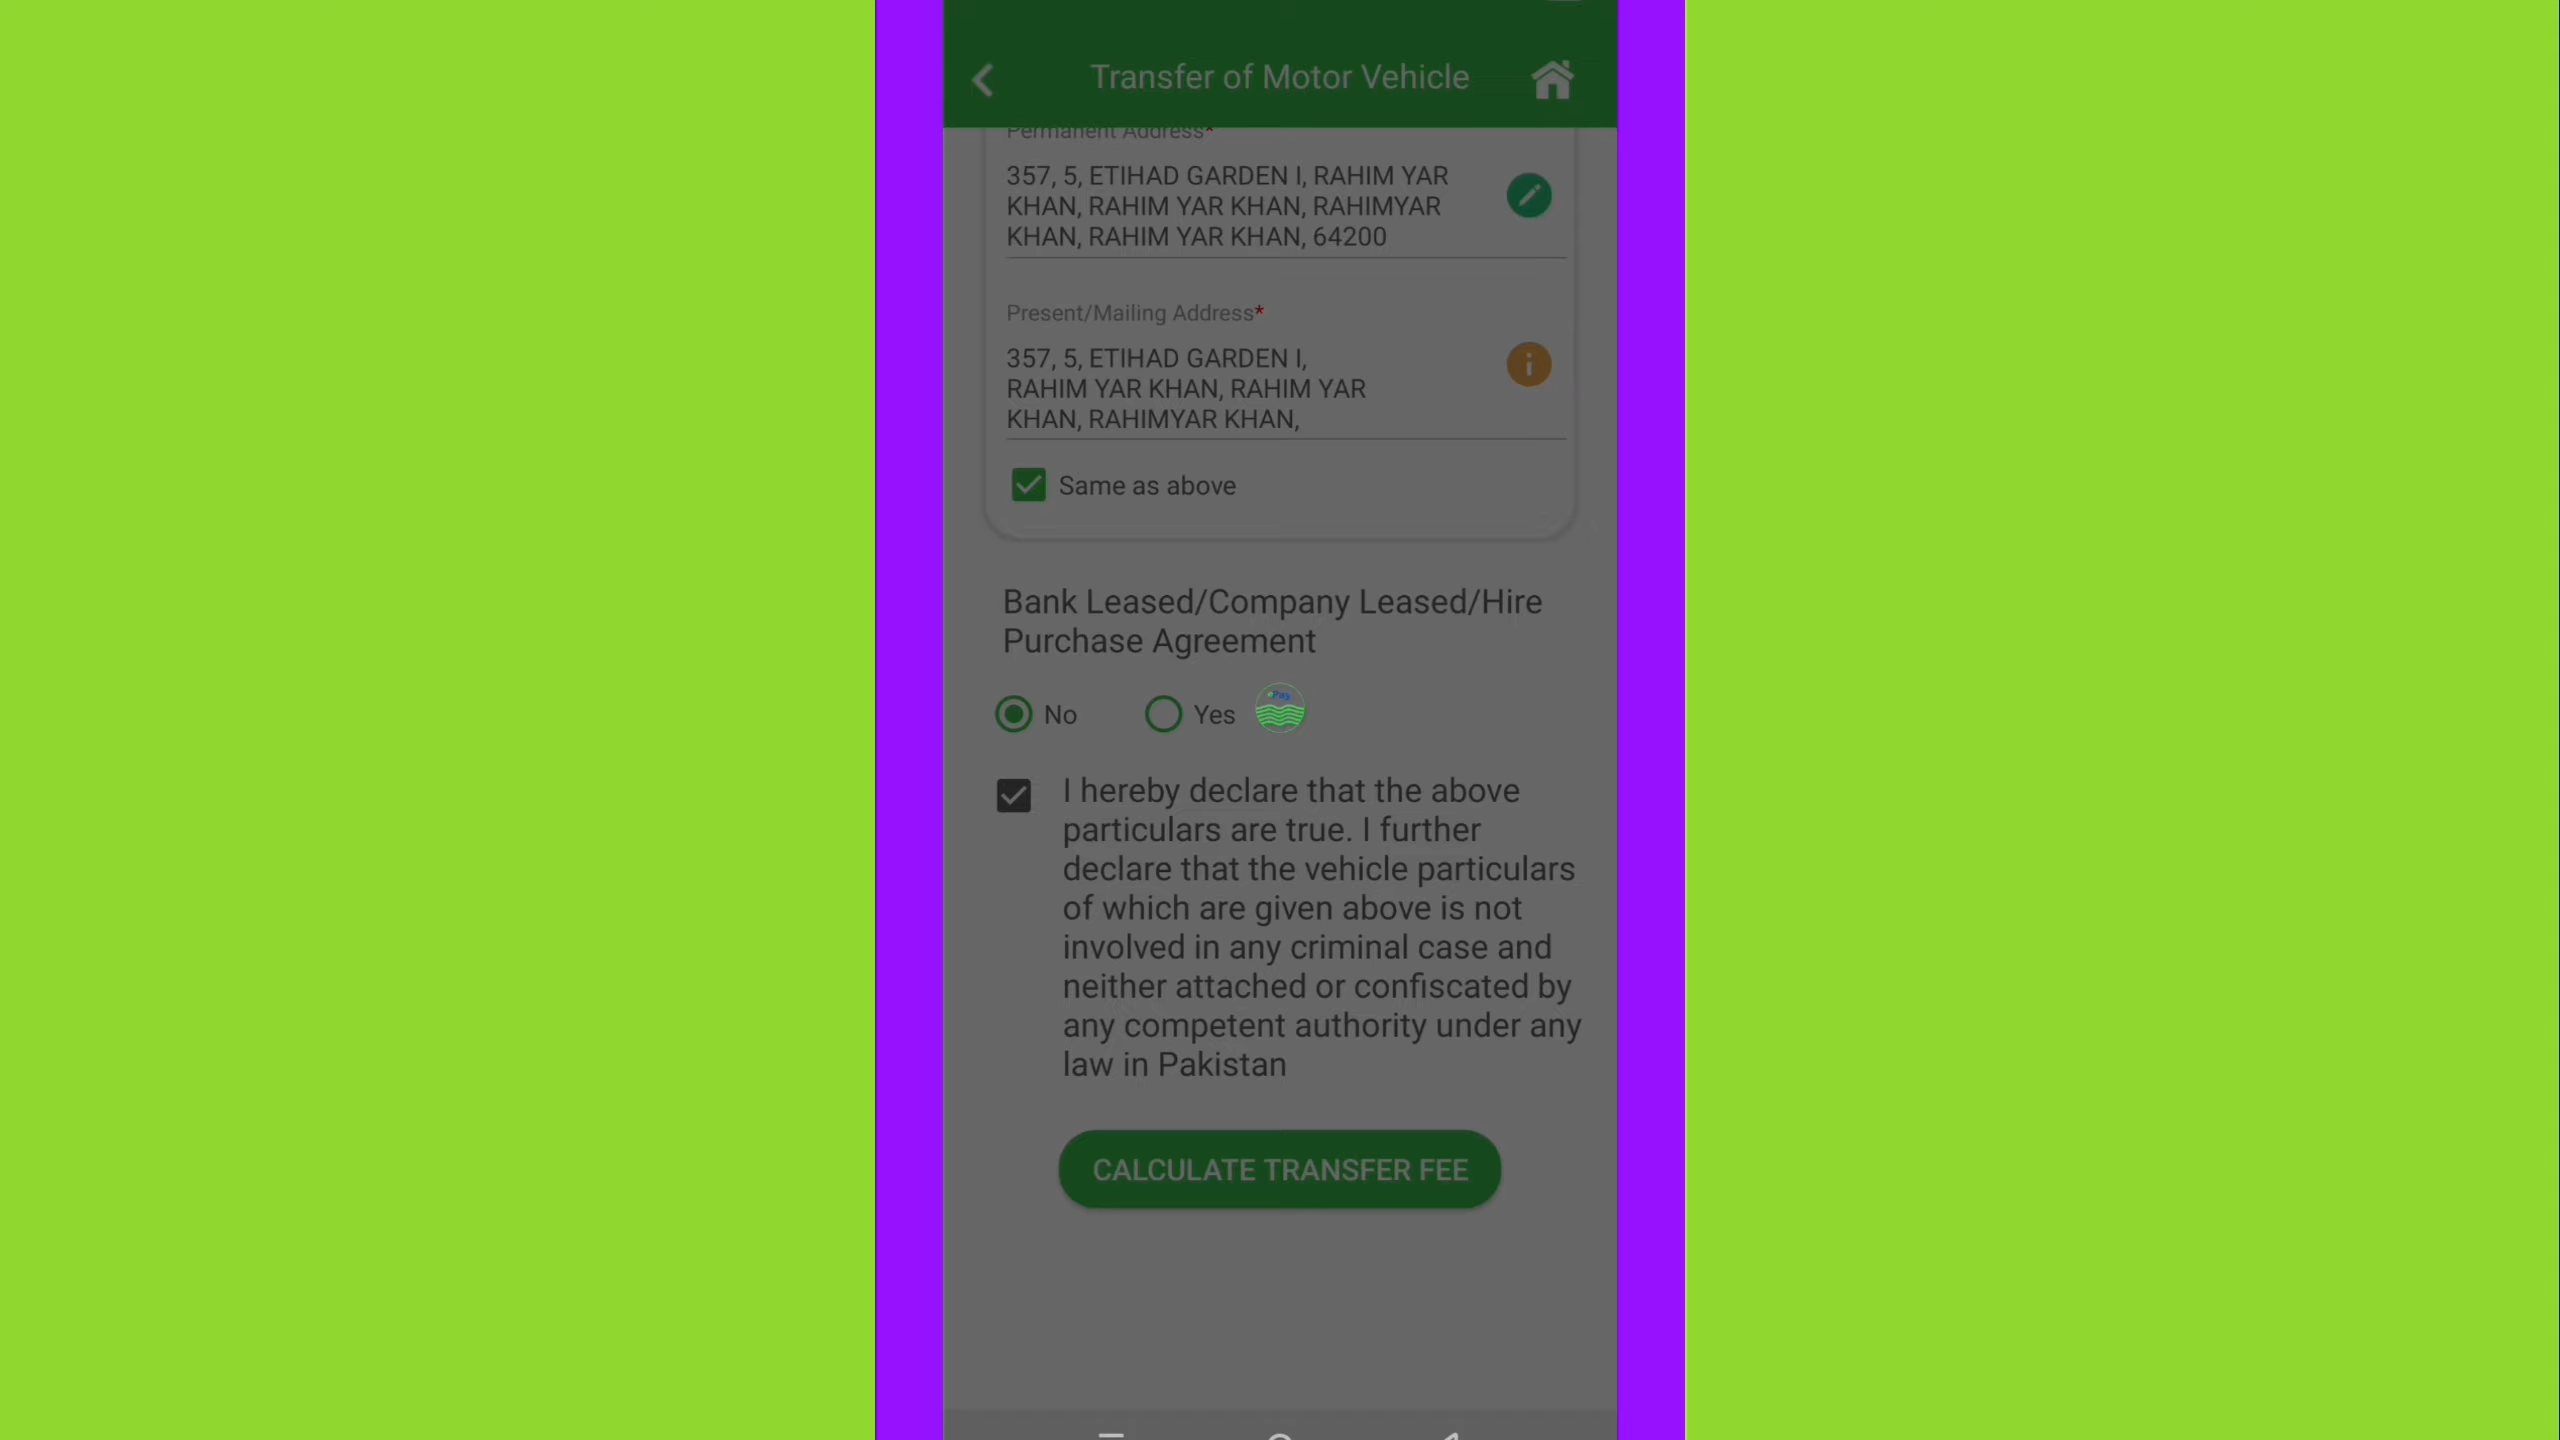 Transfer of Motor Vehicle
Permanent Address*
357, 5, ETIHAD GARDEN I, RAHIM YAR
KHAN, RAHIM YAR KHAN, RAHIMYAR
KHAN, RAHIM YAR KHAN, 64200
Present/Mailing Address*
357, 5, ETIHAD GARDEN I,
RAHIM YAR KHAN, RAHIM YAR
KHAN, RAHIMYAR KHAN,
Same as above
Bank Leased/Company Leased/Hire
Purchase Agreement
No Yes ePay
I hereby declare that the above
particulars are true. I further
declare that the vehicle particulars
of which are given above is not
involved in any criminal case and
neither attached or confiscated by
any competent authority under any
law in Pakistan
CALCULATE TRANSFER FEE